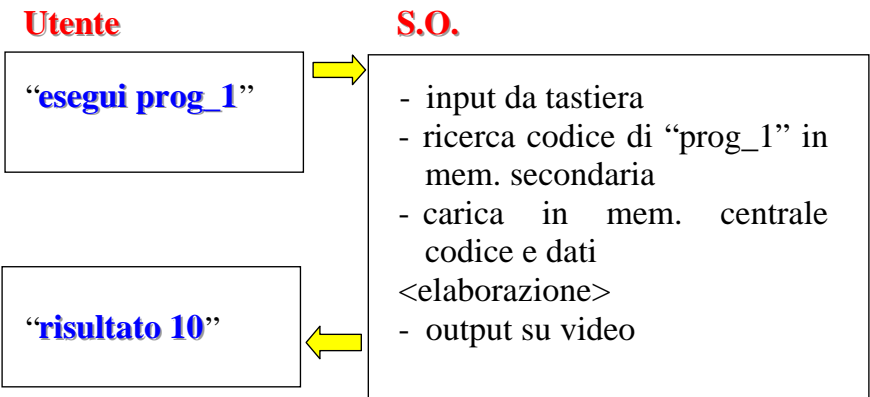 Utente
S.O.
“esegui prog_1”
- input da tastiera
- ricerca codice di “prog_1” in
mem. secondaria
- carica in mem. centrale
codice e dati
<elaborazione>
- output su video
“risultato 10”